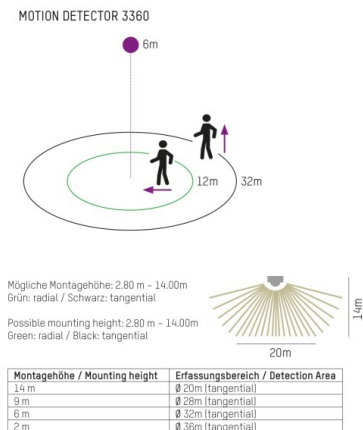 MOTION DETECTOR 3360
6m
12m
32m
Mögliche Montagehöhe: 2.80 m – 14.00m
Grün: radial / Schwarz: tangential
Possible mounting height: 2.80 m – 14.00m
Green: radial / Black: tangential
14m
20m
Montagehöhe / Mounting height Erfassungsbereich / Detection Area
14 m Ø 20m (tangential)
9 m Ø 28m (tangential)
6 m Ø 32m (tangential)
2 m Ø 36m (tangential)